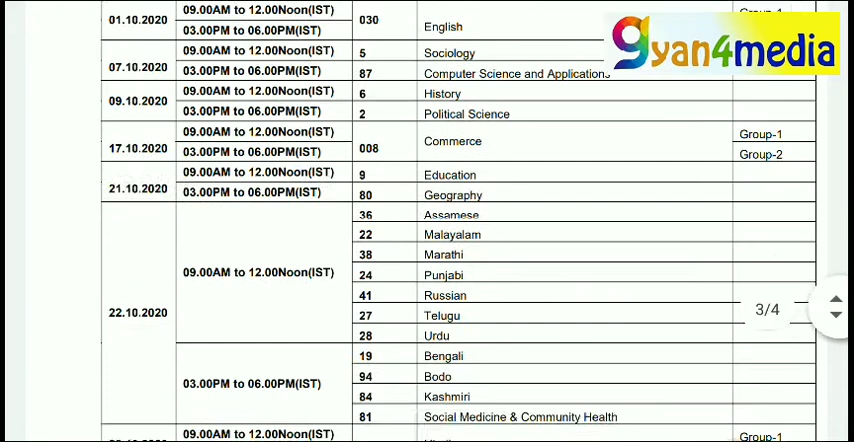 09.00AM to 12.00Noon(IST)
01.10.2020 030 English Group-1
03.00PM to 06.00PM(IST)
gyan4media
09.00AM to 12.00Noon(IST) 5 Sociology
07.10.2020
03.00PM to 06.00PM(IST) 87 Computer Science and Applications
09.00AM to 12.00Noon(IST) 6 History
09.10.2020
03.00PM to 06.00PM(IST) 2 Political Science
09.00AM to 12.00Noon(IST) Group-1
17.10.2020 008 Commerce
03.00PM to 06.00PM(IST) Group-2
09.00AM to 12.00Noon(IST) 9 Education
21.10.2020
03.00PM to 06.00PM(IST) 80 Geography
36 Assamese
22 Malayalam
38 Marathi
09.00AM to 12.00Noon(IST) 24 Punjabi
41 Russian
22.10.2020 27 Telugu 3/4
28 Urdu
19 Bengali
03.00PM to 06.00PM(IST) 94 Bodo
84 Kashmiri
81 Social Medicine & Community Health
09.00AM to 12.00Noon(IST) Group-1